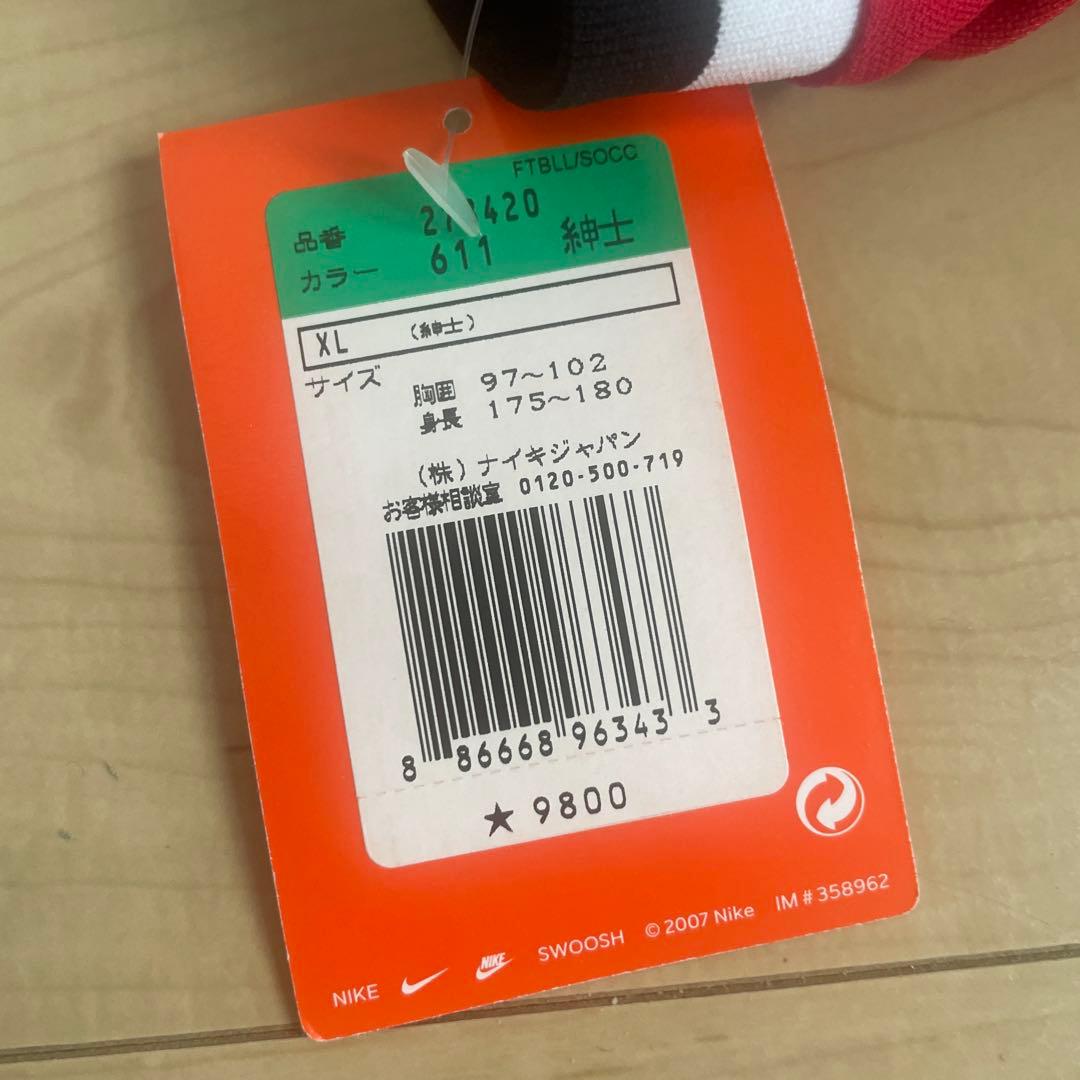 FTBLL/SOCC
品番
カラー 611 紳士
XL (紳士)
サイズ 胸囲 97~102
身長 175~180
(株)ナイキジャパン
お客様相談室 0120-500-719
8 86668 96343 3
★9800
NIKE NIKE SWOOSH © 2007 Nike IM # 358962